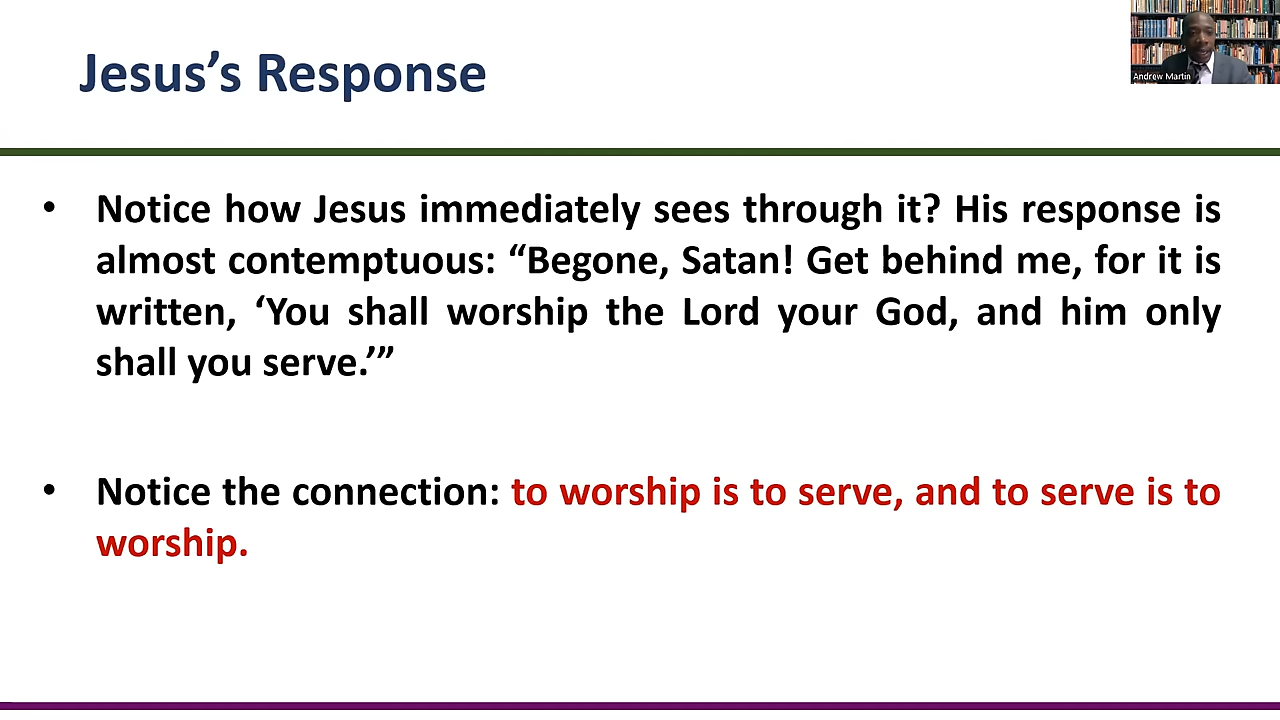 Jesus’s Response
Andrew Martin
• Notice how Jesus immediately sees through it? His response is
almost contemptuous: “Begone, Satan! Get behind me, for it is
written, ‘You shall worship the Lord your God, and him only
shall you serve.’”
• Notice the connection: to worship is to serve, and to serve is to
worship.